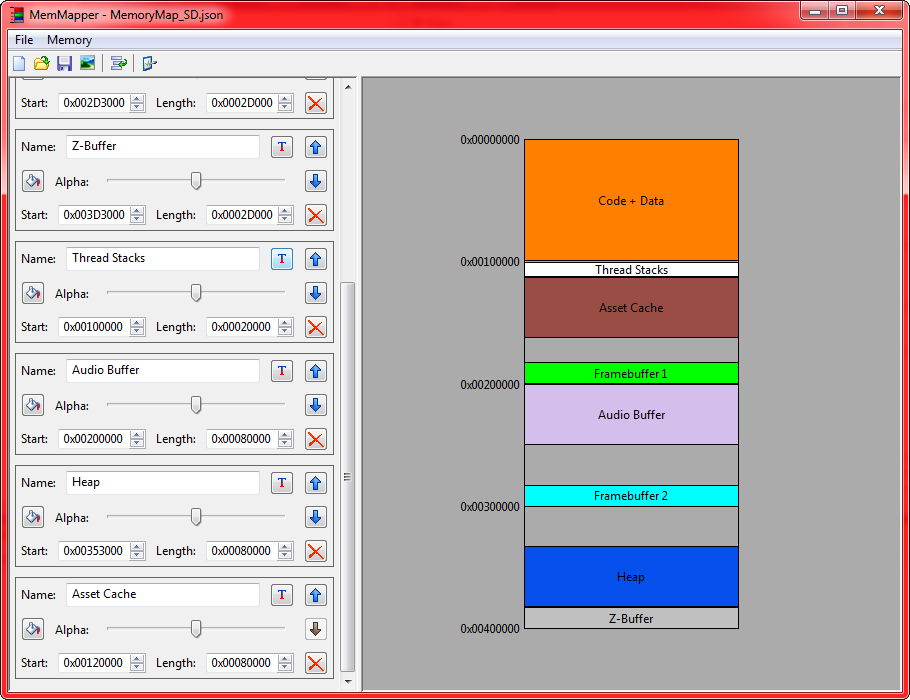 MemMapper - MemoryMap_SD.json
File Memory
Start: 0x002D3000 Length: 0x0002D000
Name: Z-Buffer T
Alpha:
Start: 0x003D3000 Length: 0x0002D000
Name: Thread Stacks T
Alpha:
Start: 0x00100000 Length: 0x00020000
Name: Audio Buffer T
Alpha:
Start: 0x00200000 Length: 0x00080000
Name: Heap T
Alpha:
Start: 0x00353000 Length: 0x00080000
Name: Asset Cache T
Alpha:
Start: 0x00120000 Length: 0x00080000
0x00000000
Code + Data
0x00100000
Thread Stacks
Asset Cache
Framebuffer 1
0x00200000
Audio Buffer
Framebuffer 2
0x00300000
Heap
Z-Buffer
0x00400000